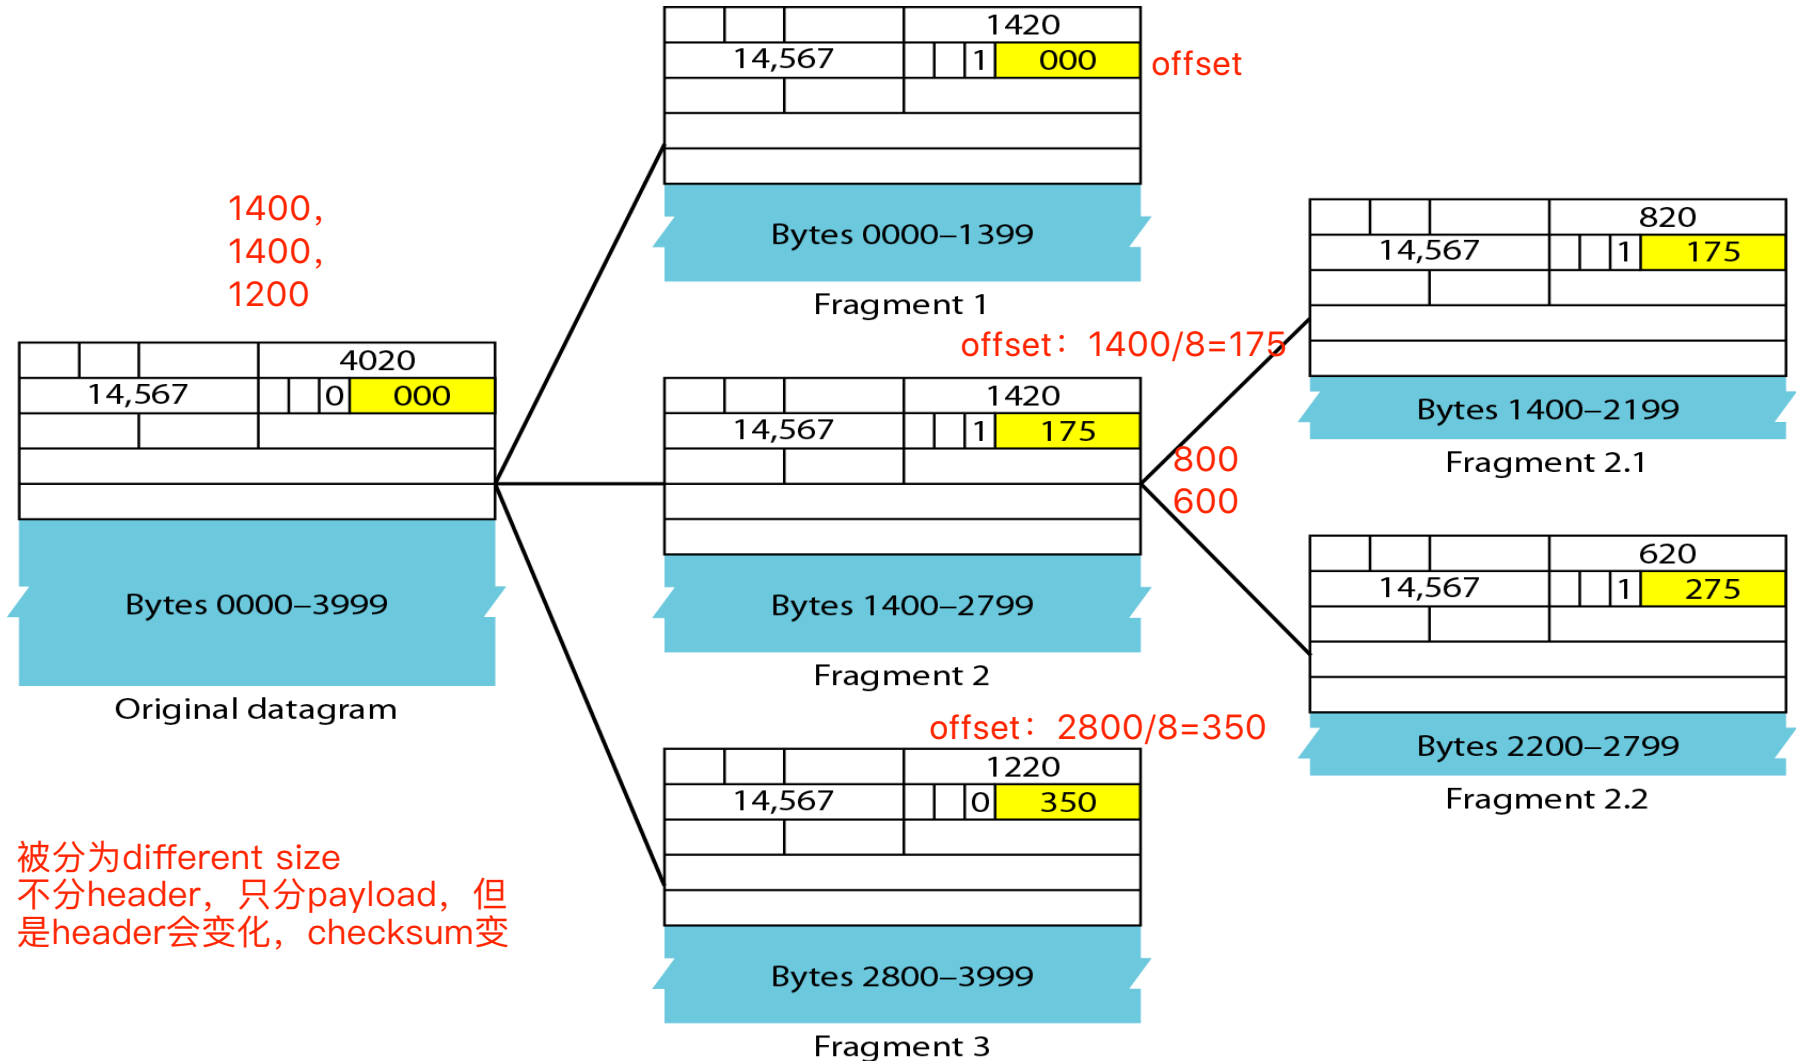 1420
14,567
1
000
offset
Bytes 0000–1399
Fragment 1
1400,
1400,
1200
4020
14,567
0
000
Bytes 0000–3999
Original datagram
offset：1400/8=175
1420
14,567
1
175
Bytes 1400–2799
Fragment 2
800
600
820
14,567
1
175
Bytes 1400–2199
Fragment 2.1
620
14,567
1
275
Bytes 2200–2799
Fragment 2.2
offset：2800/8=350
1220
14,567
0
350
Bytes 2800–3999
Fragment 3
被分为different size
不分header，只分payload，但
是header会变化，checksum变